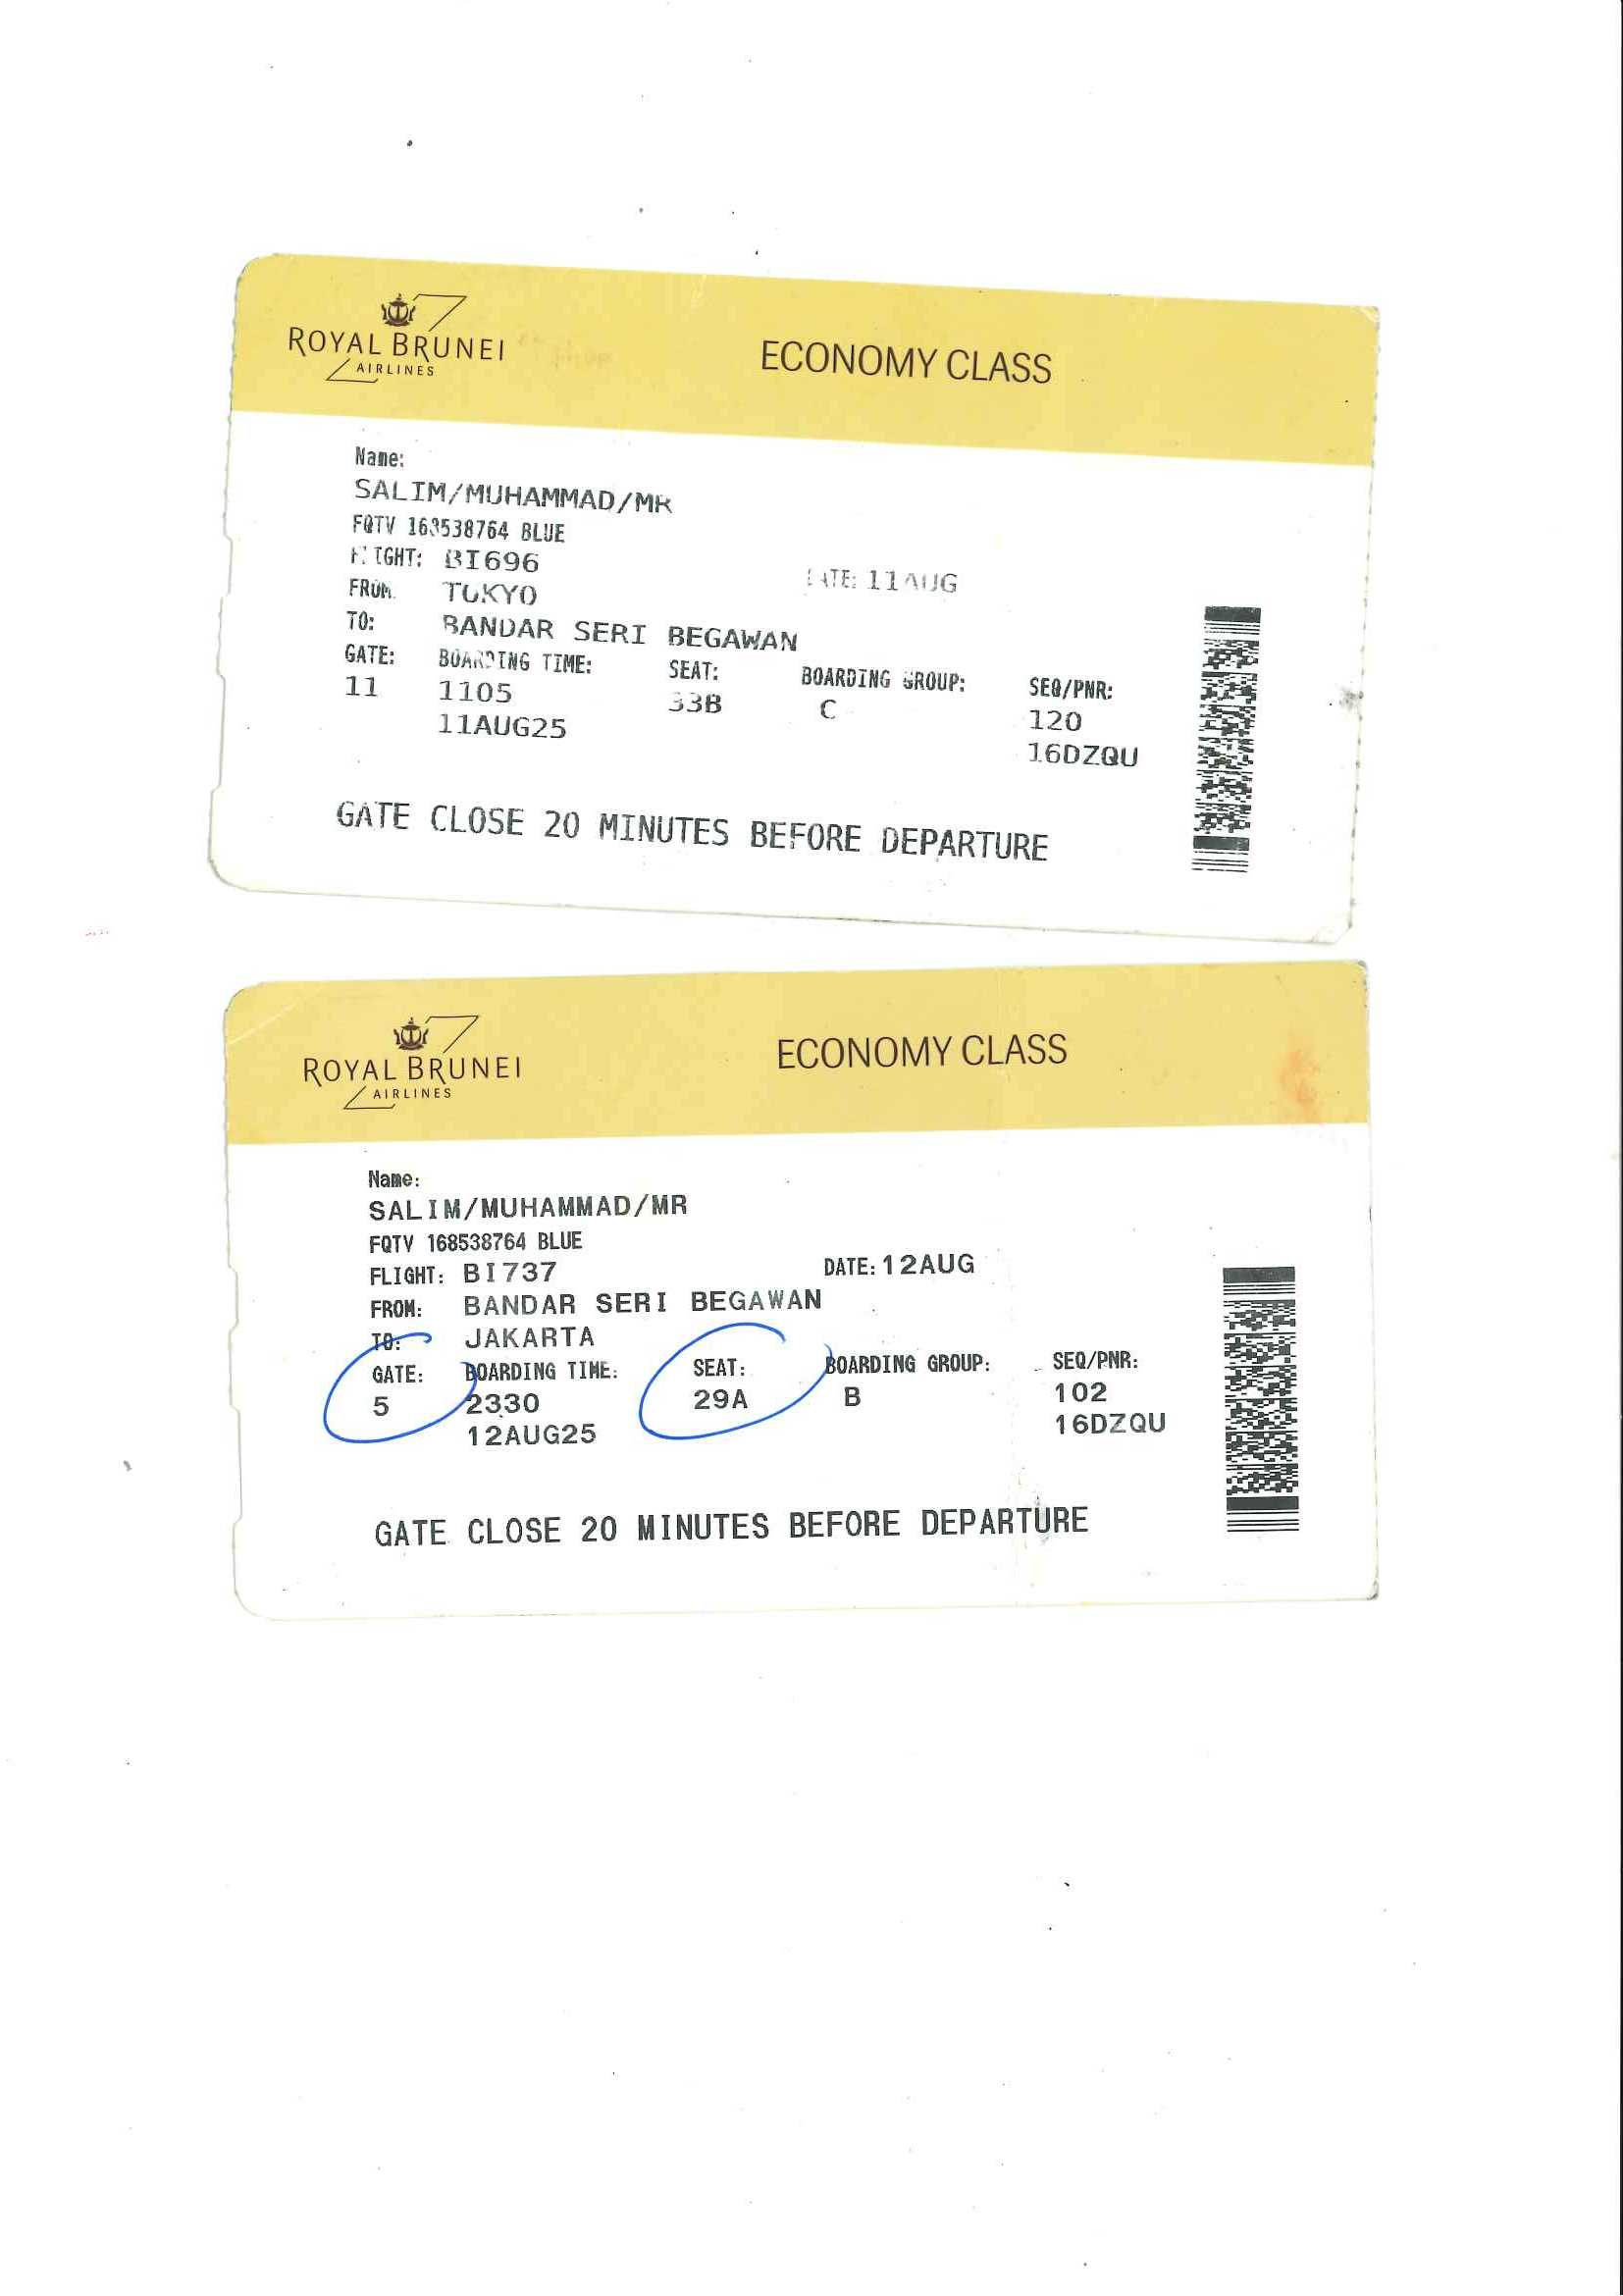 ROYAL BRUNEI
AIRLINES
ECONOMY CLASS
Name:
SALIM/MUHAMMAD/MR
FQTV 168538764 BLUE
FLIGHT: BI696 DATE: 11AUG
FROM: TOKYO
TO: BANDAR SERI BEGAWAN
GATE: BOARDING TIME: SEAT: BOARDING GROUP: SEQ/PNR:
11 1105 33B C 120
11AUG25 16DZQU
GATE CLOSE 20 MINUTES BEFORE DEPARTURE
ROYAL BRUNEI
AIRLINES
ECONOMY CLASS
Name:
SALIM/MUHAMMAD/MR
FQTV 168538764 BLUE
FLIGHT: BI737 DATE: 12AUG
FROM: BANDAR SERI BEGAWAN
TO: JAKARTA
GATE: BOARDING TIME: SEAT: BOARDING GROUP: SEQ/PNR:
5 2330 29A B 102
12AUG25 16DZQU
GATE CLOSE 20 MINUTES BEFORE DEPARTURE